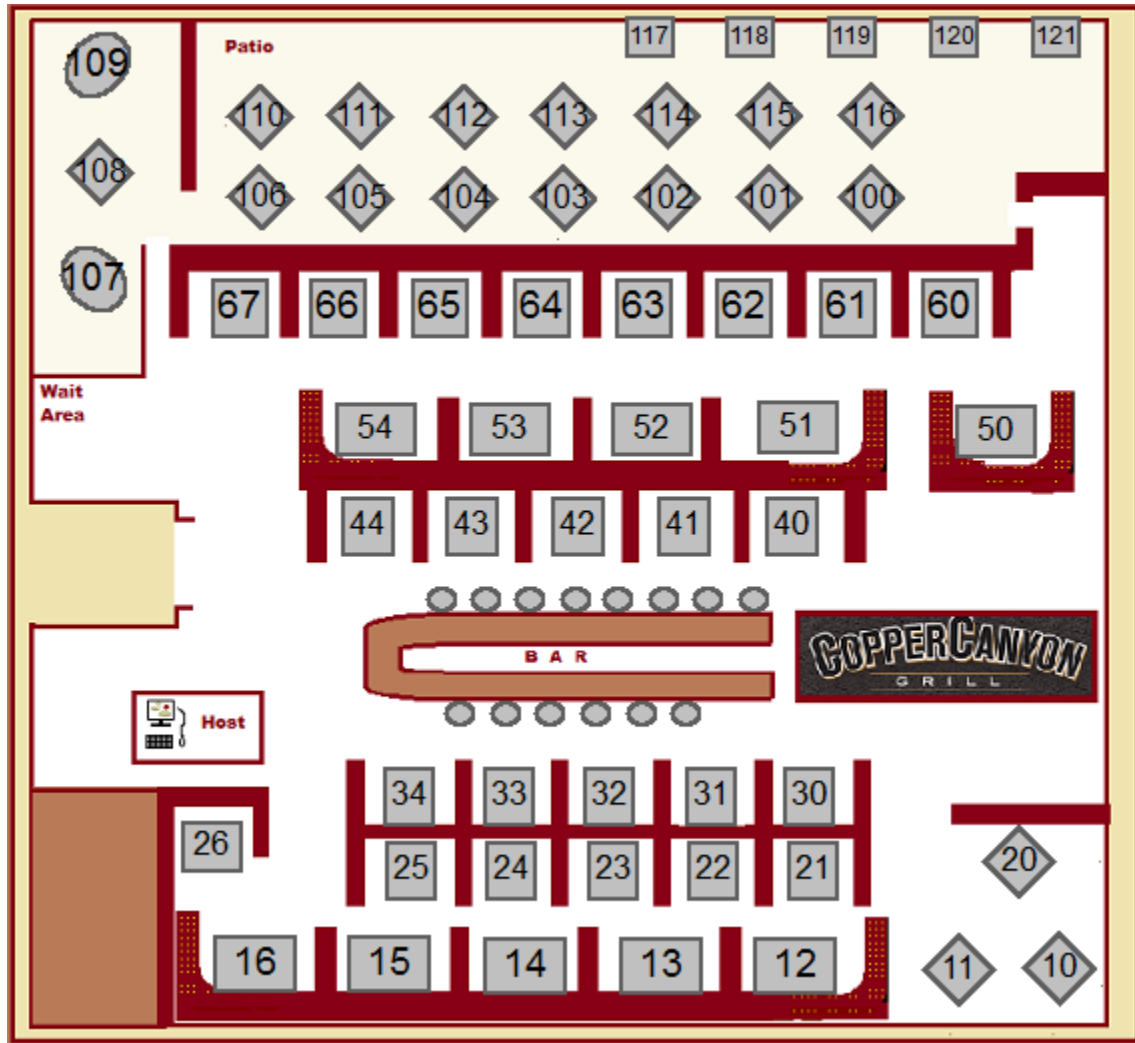 117 118 119 120 121
Patio
109
110 111 112 113 114 115 116
108
106 105 104 103 102 101 100
107
67 66 65 64 63 62 61 60
Wait
Area
54 53 52 51 50
44 43 42 41 40
BAR
COPPER CANYON
GRILL
Host
34 33 32 31 30
26
25 24 23 22 21
20
16 15 14 13 12
11 10